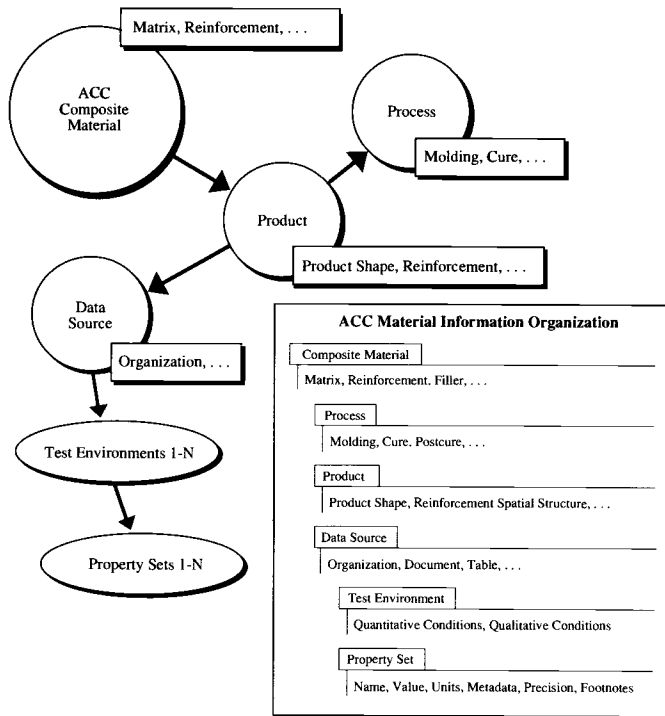 Matrix, Reinforcement, . . .
ACC
Composite
Material
Process
Molding, Cure, . . .
Product
Product Shape, Reinforcement, . . .
Data
Source
Organization, . . .
Test Environments 1-N
Property Sets 1-N
ACC Material Information Organization
Composite Material
Matrix, Reinforcement. Filler, . . .
Process
Molding, Cure. Postcure, . . .
Product
Product Shape, Reinforcement Spatial Structure, . . .
Data Source
Organization, Document, Table, . . .
Test Environment
Quantitative Conditions, Qualitative Conditions
Property Set
Name, Value, Units, Metadata, Precision, Footnotes